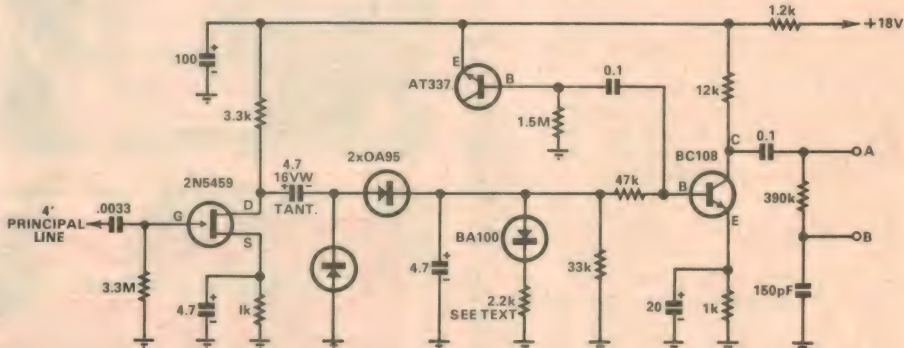 1.2k
+18V
100
+
-
E
AT337.
B
0.1
12k
3.3k
1.5M
C
0.1
A
4.7
16VW
TANT.
+ -
2xOA95
BC108
2N5459
47k
B
390k
D
4'
PRINCIPAL
LINE
.0033
G
S
E
B
BA100
4.7
+
-
33k
3.3M
4.7
+
-
1k
2.2k
SEE TEXT
20
+
-
1k
150pF